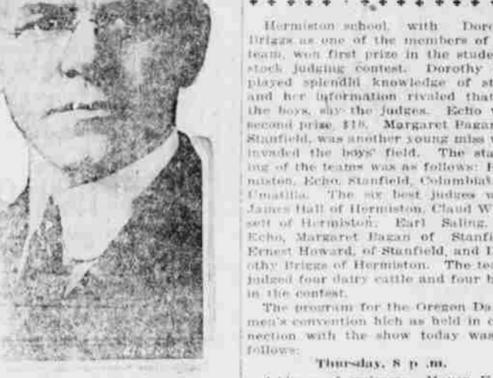 Hermiston school, with Doro
Briggs as one of the members of
team, won first prize in the stude
stock judging contest. Dorothy
played splendid knowledge of st
and her information rivaled that
the boys, say the judges. Echo
second prize, $18. Margaret Pagan
Stanfield, was another young miss
invaded the boys' field. The sta
ing of the teams was as follows: H
miston, Echo, Stanfield, Columbia
Umatilla. The six best judges w
James Hall of Hermiston, Claud W
sell of Hermiston; Earl Saling,
Echo, Margaret Bagan of Stanfi
Ernest Howard, of Stanfield, and D
othy Briggs of Hermiston. The te
judged four dairy cattle and four h
in the contest.
The program for the Oregon Da
men's convention hich as held in c
nection with the show today was
follows:
Thursday, 8 p .m.